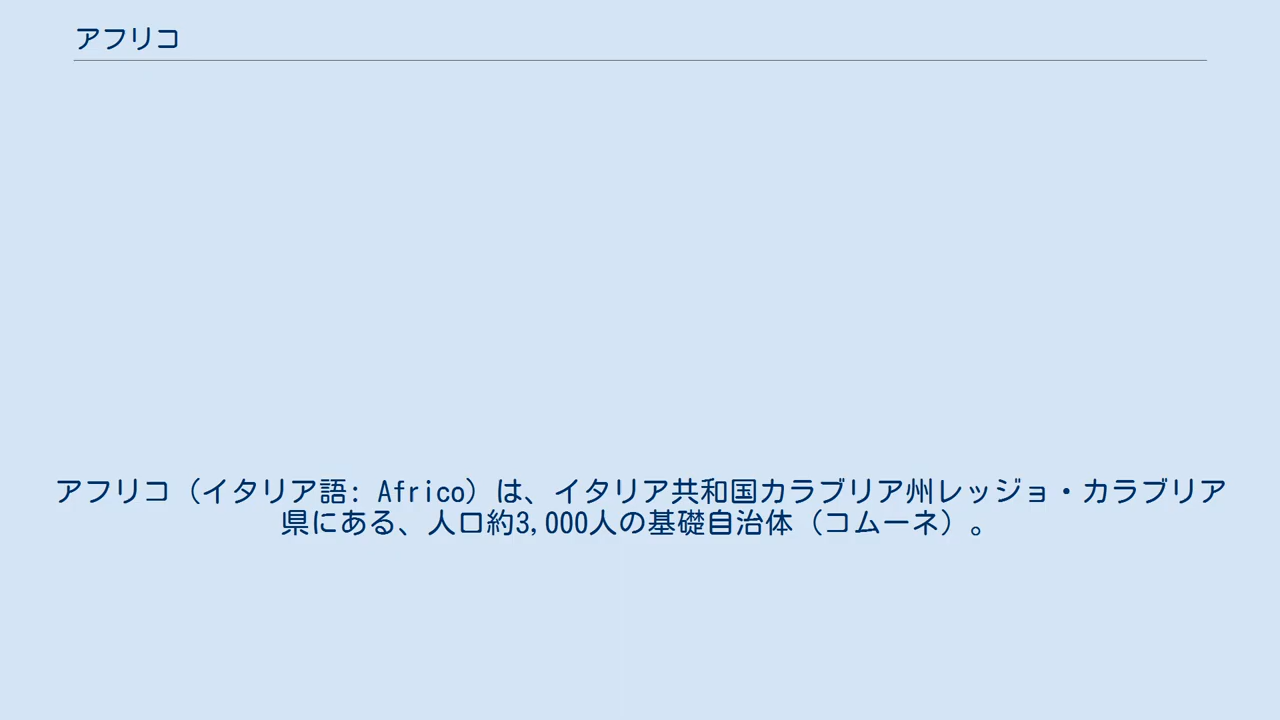 アフリコ
アフリコ（イタリア語: Africo）は、イタリア共和国カラブリア州レッジョ・カラブリア
県にある、人口約3,000人の基礎自治体（コムーネ）。